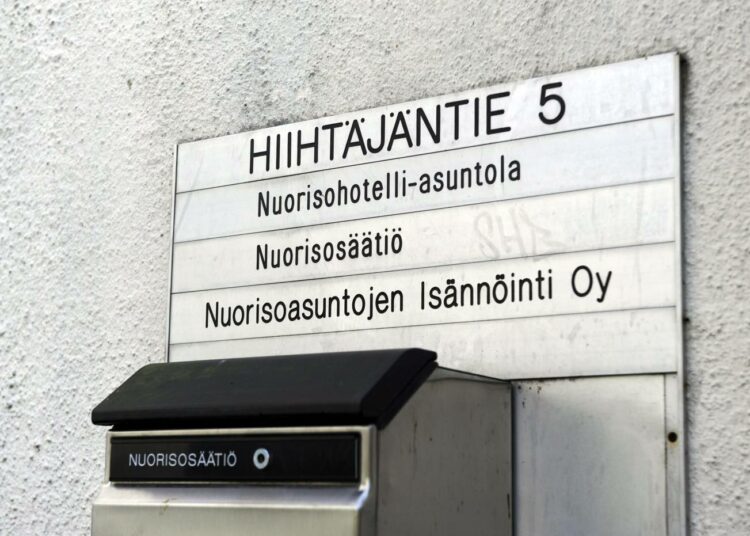 HIIHTÄJÄNTIE 5
Nuorisohotelli-asuntola
Nuorisosäätiö
Nuorisoasuntojen Isännöinti Oy
NUORISOSÄÄTIÖ